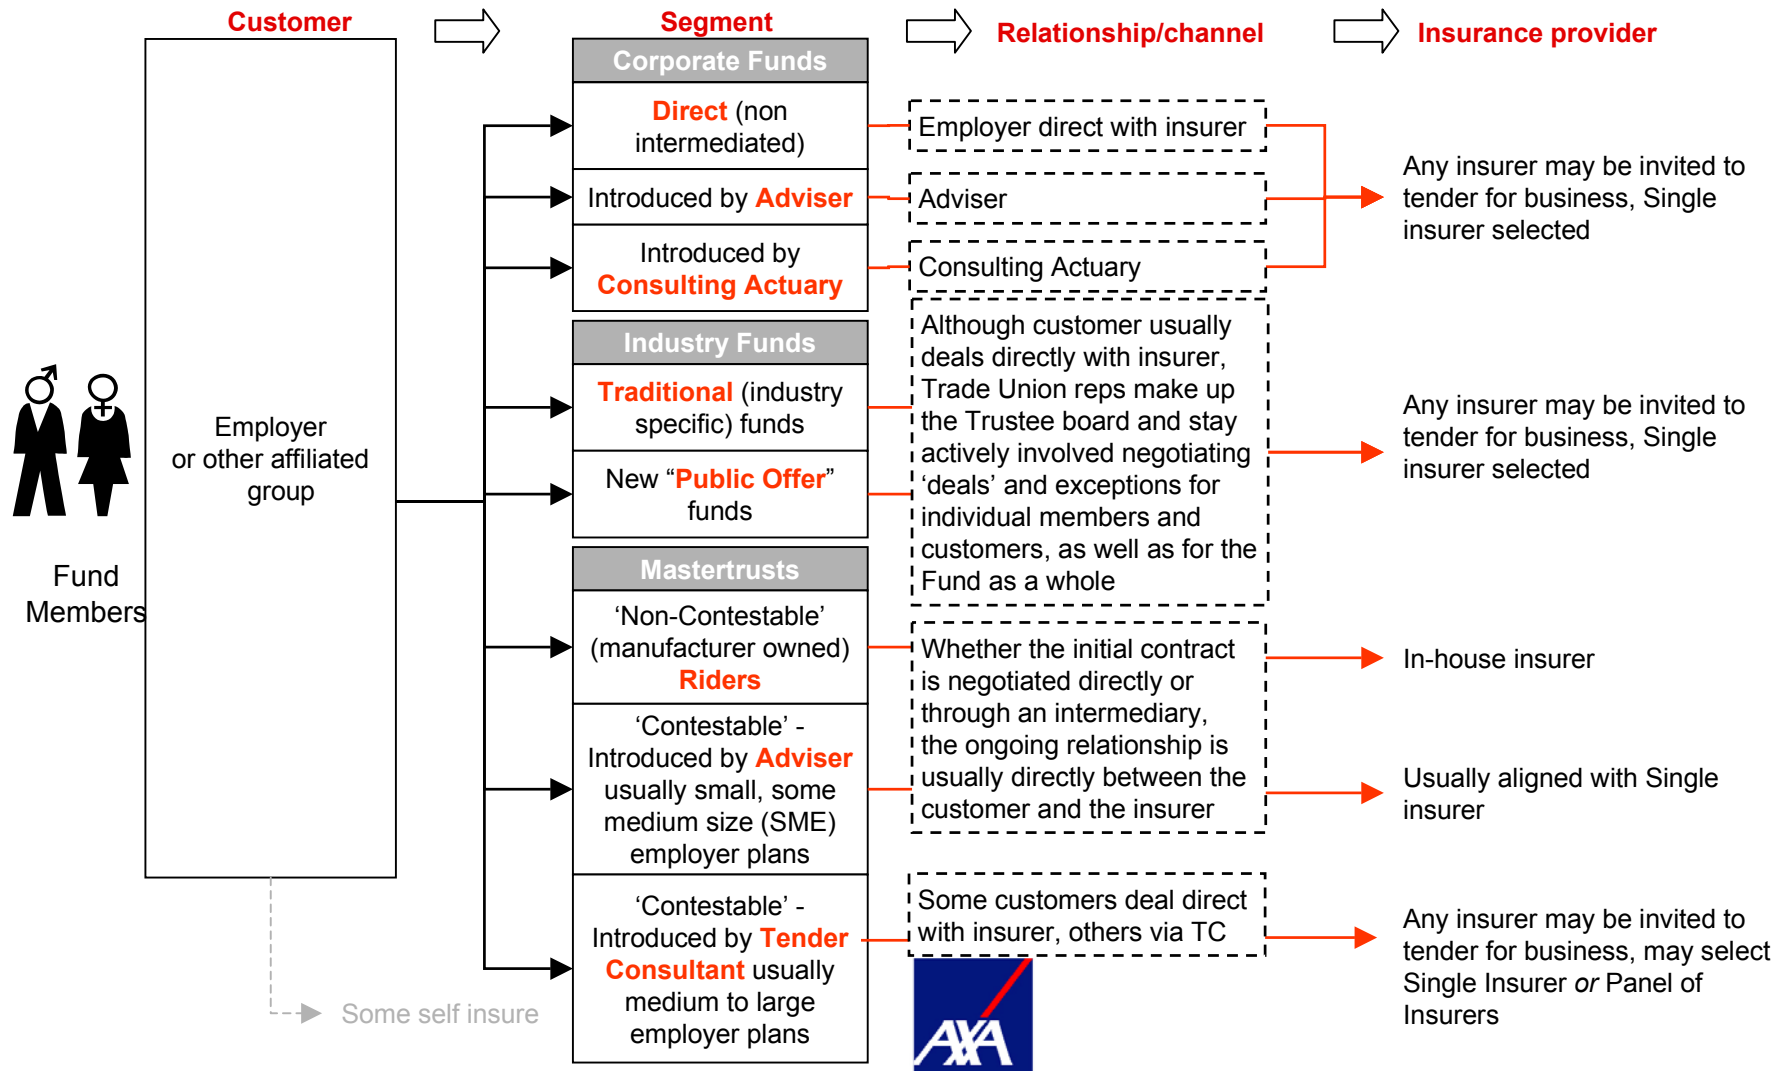 Customer
Segment
Relationship/channel
Insurance provider
Fund
Members
Employer
or other affiliated
group
Some self insure
Corporate Funds
Direct (non
intermediated)
Introduced by Adviser
Introduced by
Consulting Actuary
Industry Funds
Traditional (industry
specific) funds
New “Public Offer”
funds
Mastertrusts
‘Non-Contestable’
(manufacturer owned)
Riders
‘Contestable’ -
Introduced by Adviser
usually small, some
medium size (SME)
employer plans
‘Contestable’ -
Introduced by Tender
Consultant usually
medium to large
employer plans
Employer direct with insurer
Adviser
Consulting Actuary
Although customer usually
deals directly with insurer,
Trade Union reps make up
the Trustee board and stay
actively involved negotiating
‘deals’ and exceptions for
individual members and
customers, as well as for the
Fund as a whole
Whether the initial contract
is negotiated directly or
through an intermediary,
the ongoing relationship is
usually directly between the
customer and the insurer
Some customers deal direct
with insurer, others via TC
AXA
Any insurer may be invited to
tender for business, Single
insurer selected
Any insurer may be invited to
tender for business, Single
insurer selected
In-house insurer
Usually aligned with Single
insurer
Any insurer may be invited to
tender for business, may select
Single Insurer or Panel of
Insurers